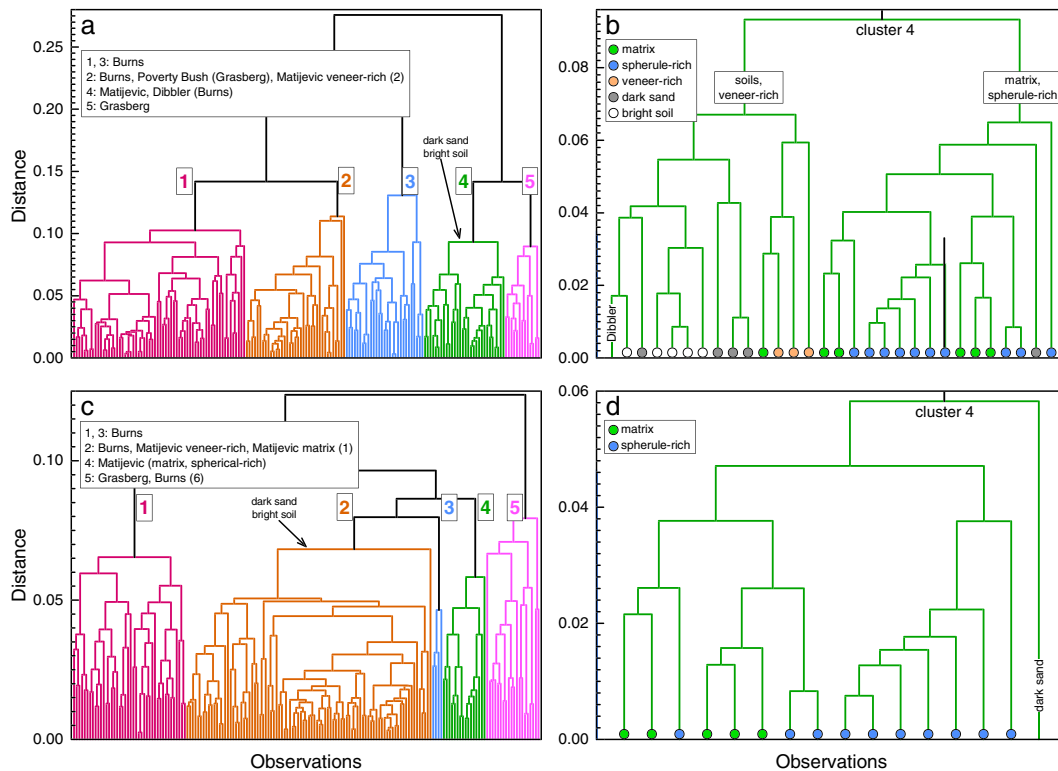 a
0.25
0.20
0.15
0.10
0.05
0.00
Distance
1, 3: Burns
2: Burns, Poverty Bush (Grasberg), Matijevic veneer-rich (2)
4: Matijevic, Dibbler (Burns)
5: Grasberg
dark sand
bright soil
1
2
3
4
5
b
0.08
0.06
0.04
0.02
0.00
matrix
spherule-rich
veneer-rich
dark sand
bright soil
cluster 4
soils,
veneer-rich
matrix,
spherule-rich
Dibbler
c
0.10
0.05
0.00
Distance
1, 3: Burns
2: Burns, Matijevic veneer-rich, Matijevic matrix (1)
4: Matijevic (matrix, spherical-rich)
5: Grasberg, Burns (6)
dark sand
bright soil
1
2
3
4
5
Observations
d
0.06
0.04
0.02
0.00
matrix
spherule-rich
cluster 4
dark sand
Observations